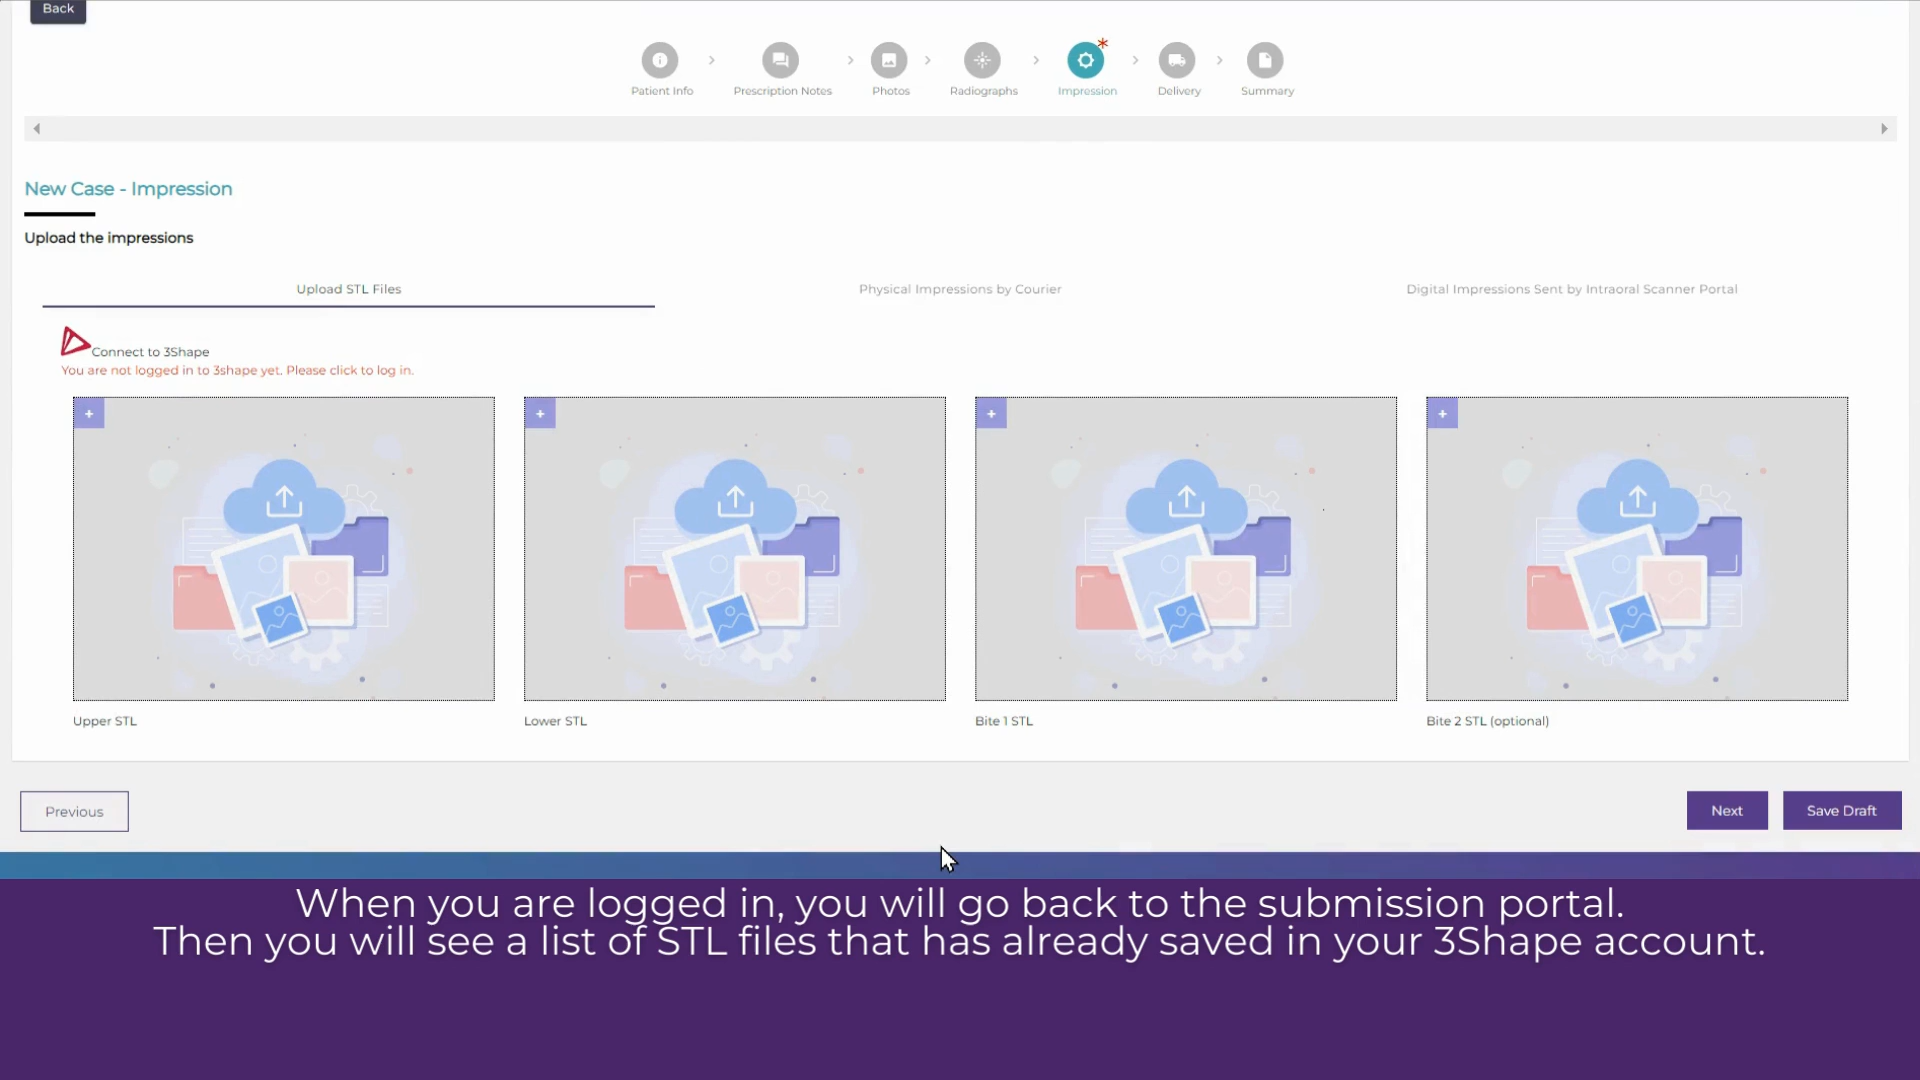 Back
*
Patient Info
Prescription Notes
Photos
Radiographs
Impression
Delivery
Summary
New Case - Impression
Upload the impressions
Upload STL Files
Physical Impressions by Courier
Digital Impressions Sent by Intraoral Scanner Portal
Connect to 3Shape
You are not logged in to 3shape yet. Please click to log in.
+ + + +
Upper STL
Lower STL
Bite 1 STL
Bite 2 STL (optional)
Previous
Next
Save Draft
When you are logged in, you will go back to the submission portal.
Then you will see a list of STL files that has already saved in your 3Shape account.